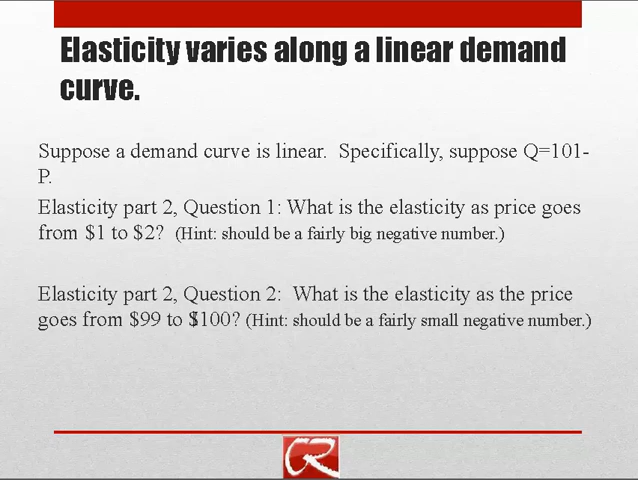 Elasticity varies along a linear demand
curve.
Suppose a demand curve is linear. Specifically, suppose Q=101-
P.
Elasticity part 2, Question 1: What is the elasticity as price goes
from $1 to $2? (Hint: should be a fairly big negative number.)
Elasticity part 2, Question 2: What is the elasticity as the price
goes from $99 to $100? (Hint: should be a fairly small negative number.)
R